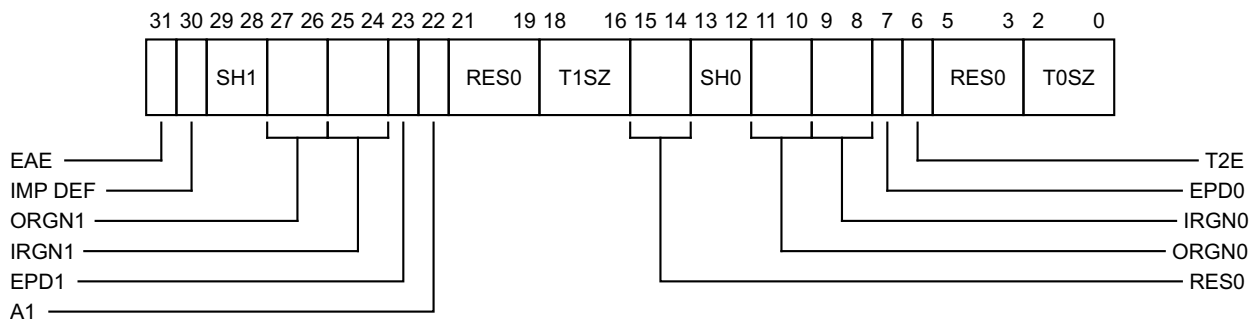 31 30 29 28 27 26 25 24 23 22 21 19 18 16 15 14 13 12 11 10 9 8 7 6 5 3 2 0
SH1 RES0 T1SZ SH0 RES0 T0SZ
EAE T2E
IMP DEF EPD0
ORGN1 IRGN0
IRGN1 ORGN0
EPD1 RES0
A1